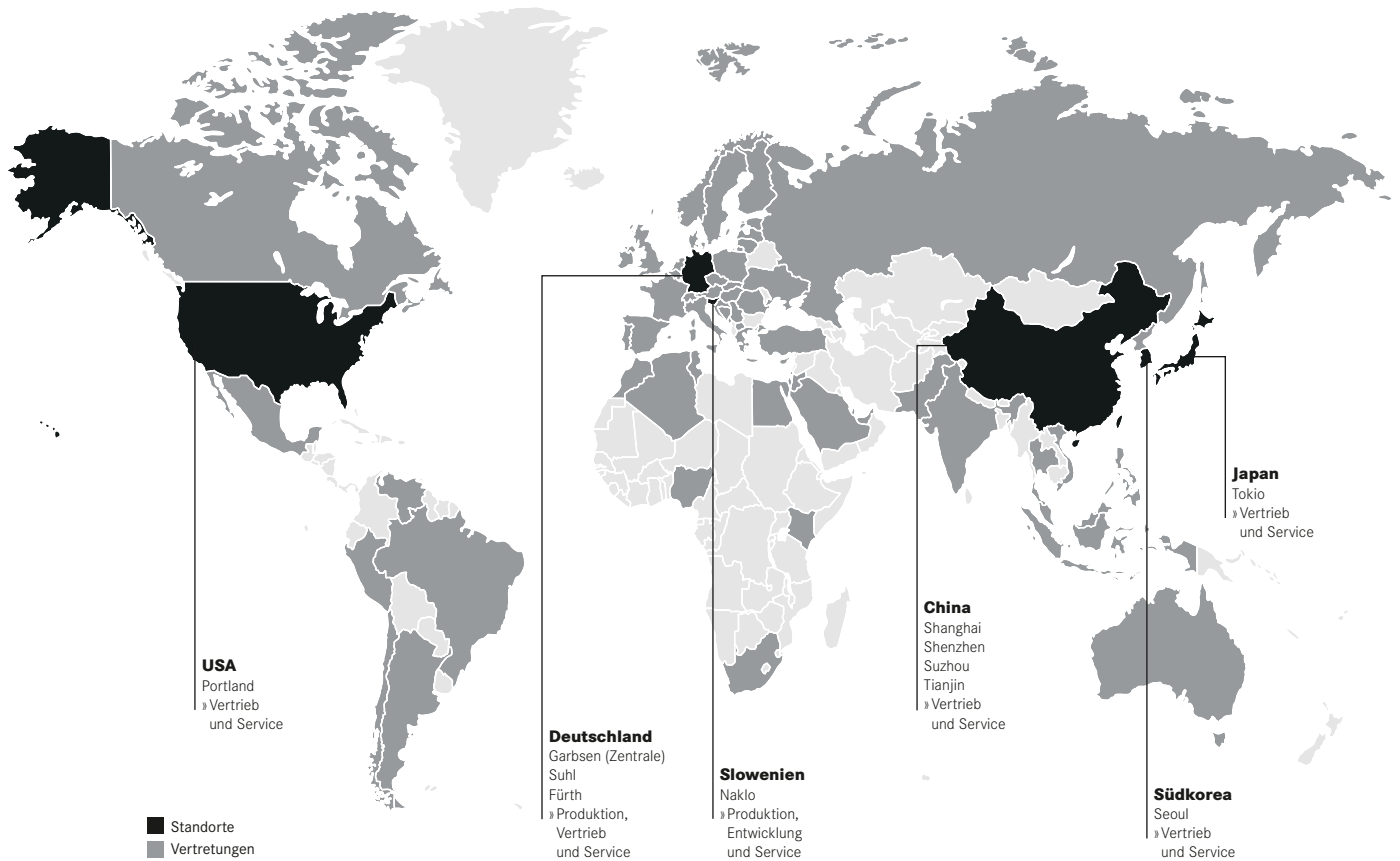 USA
Portland
» Vertrieb
und Service
Deutschland
Garbsen (Zentrale)
Suhl
Fürth
» Produktion,
Vertrieb
und Service
Slowenien
Naklo
» Produktion,
Entwicklung
und Service
China
Shanghai
Shenzhen
Suzhou
Tianjin
» Vertrieb
und Service
Japan
Tokio
» Vertrieb
und Service
Südkorea
Seoul
» Vertrieb
und Service
Standorte
Vertretungen